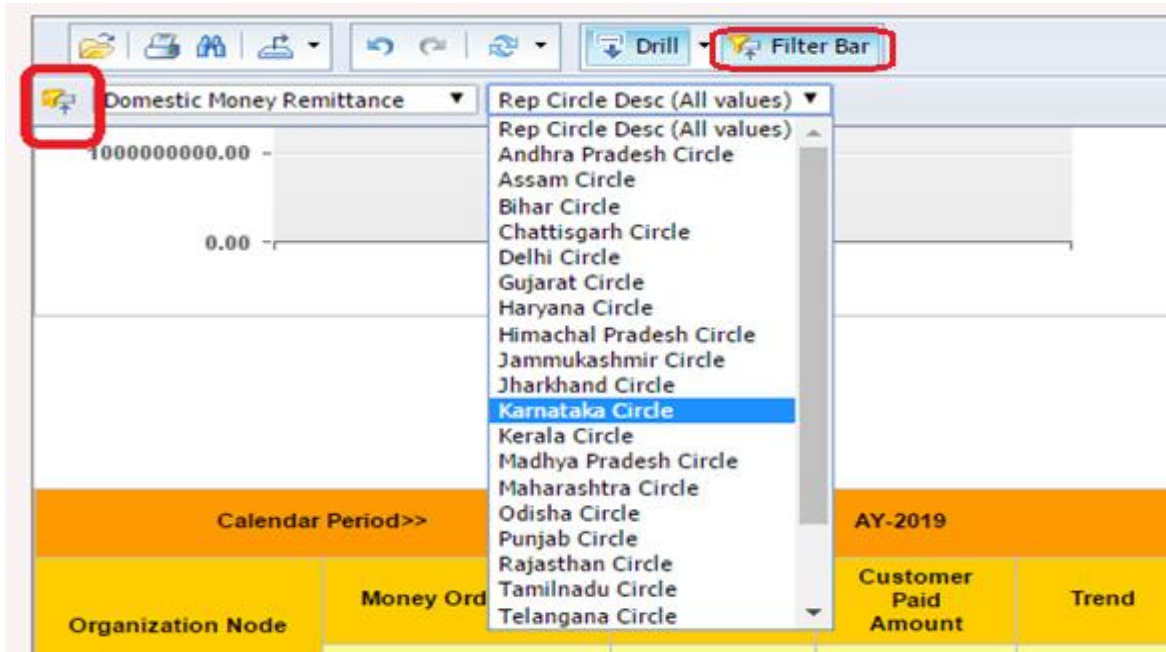 Drill Filter Bar
Domestic Money Remittance Rep Circle Desc (All values)
Rep Circle Desc (All values)
1000000000.00
Andhra Pradesh Circle
Assam Circle
Bihar Circle
Chattisgarh Circle
0.00
Delhi Circle
Gujarat Circle
Haryana Circle
Himachal Pradesh Circle
Jammukashmir Circle
Jharkhand Circle
Karnataka Circle
Kerala Circle
Madhya Pradesh Circle
Maharashtra Circle
Odisha Circle
Punjab Circle
Rajasthan Circle
Tamilnadu Circle
Telangana Circle
Calendar Period>> AY-2019
Organization Node
Money Ord
Customer
Paid
Amount
Trend